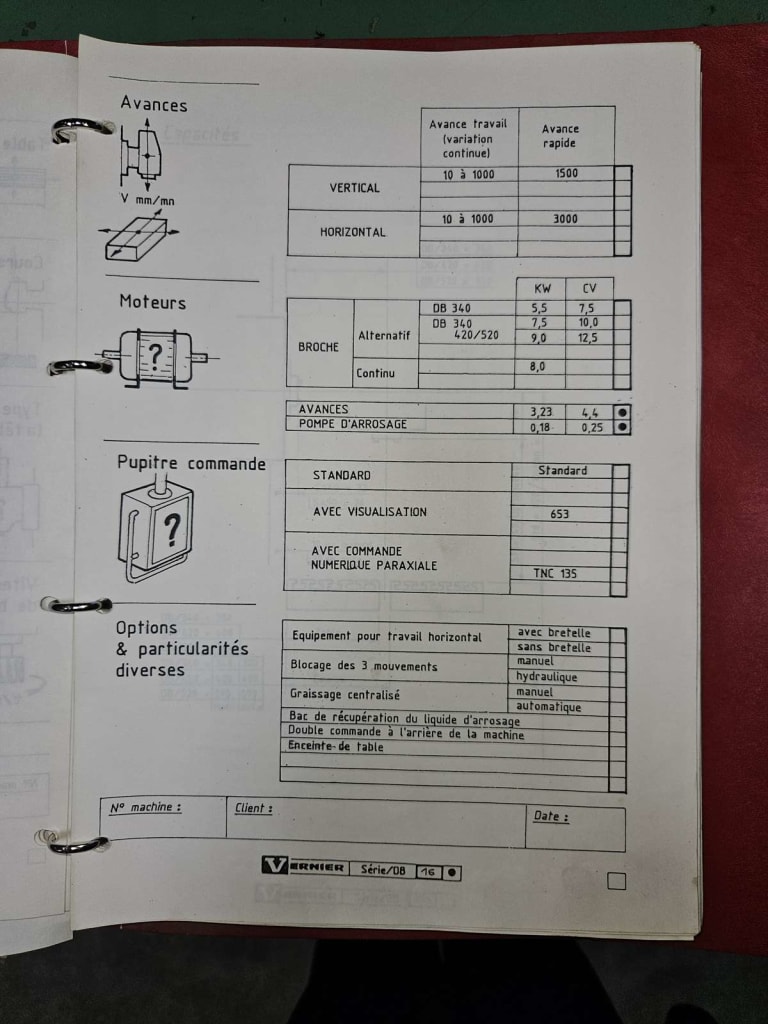 Avances
V mm/mn
Avance travail
(variation
continue)
Avance
rapide
VERTICAL
10 à 1000
1500
HORIZONTAL
10 à 1000
3000
Moteurs
?
KW
CV
BROCHE
Alternatif
DB 340
5,5
7,5
DB 340
7,5
10,0
420/520
9,0
12,5
Continu
8,0
AVANCES
3,23
4,4
POMPE D'ARROSAGE
0,18
0,25
Pupitre commande
?
STANDARD
Standard
AVEC VISUALISATION
653
AVEC COMMANDE
NUMERIQUE PARAXIALE
TNC 135
Options
& particularités
diverses
Equipement pour travail horizontal
avec bretelle
sans bretelle
Blocage des 3 mouvements
manuel
hydraulique
Graissage centralisé
manuel
automatique
Bac de récupération du liquide d'arrosage
Double commande à l'arrière de la machine
Enceinte de table
N° machine :
Client :
Date :
VERNIER
Série/DB
16